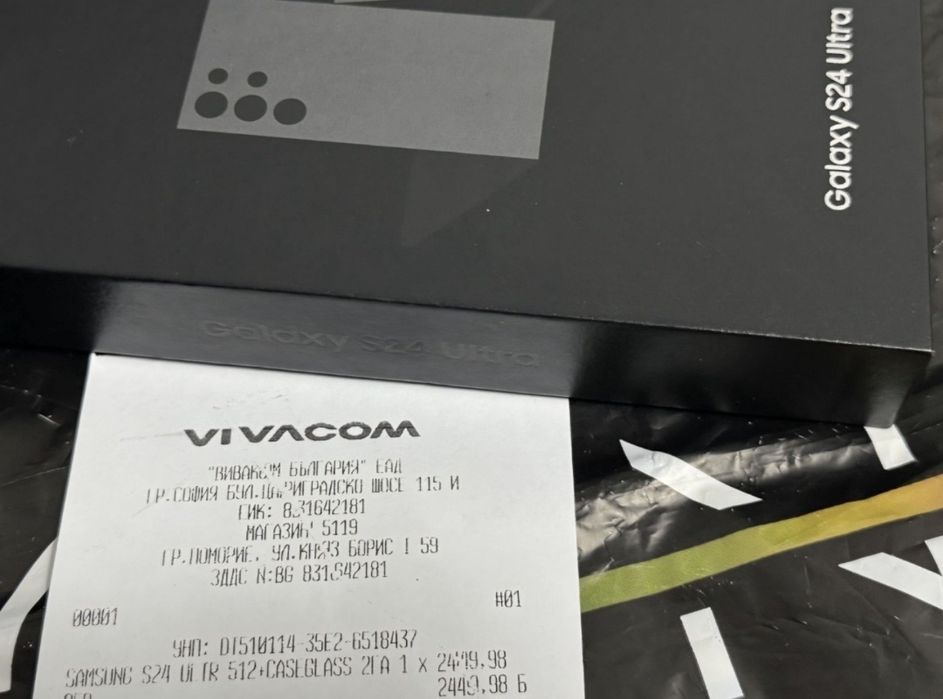 Galaxy S24 Ultra
Galaxy S24 Ultra
VIVACOM
"ВИВАКОМ БЪЛГАРИЯ" ЕАД
ГР.СОФИЯ БУЛ.ЦАРИГРАДСКО ШОСЕ 115 И
ЕИК: 831642181
МАГАЗИН 5119
ГР.ПОМОРИЕ, УЛ.КНЯЗ БОРИС I 59
ЗДДС N:BG 831642181
00001 #01
УНП: DT510114-35E2-6518437
SAMSUNG S24 ULTR 512+CASEGLASS 2ГА 1 x 2449.98
2449.98 Б